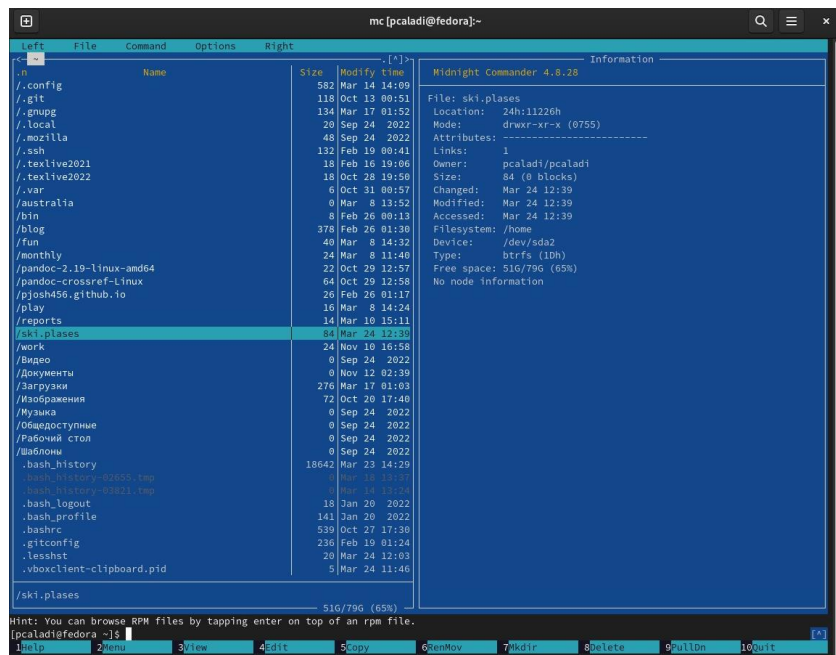 mc [pcaladi@fedora]:~
Left File Command Options Right
<- ~ .[^]>
.n Name Size Modify time
/.config 582 Mar 14 14:09
/.git 118 Oct 13 00:51
/.gnupg 134 Mar 17 01:52
/.local 20 Sep 24 2022
/.mozilla 48 Sep 24 2022
/.ssh 132 Feb 19 00:41
/.texlive2021 18 Feb 16 19:06
/.texlive2022 18 Oct 28 19:50
/.var 6 Oct 31 00:57
/australia 0 Mar 8 13:52
/bin 8 Feb 26 00:13
/blog 378 Feb 26 01:30
/fun 40 Mar 8 14:32
/monthly 24 Mar 8 11:40
/pandoc-2.19-linux-amd64 22 Oct 29 12:57
/pandoc-crossref-Linux 64 Oct 29 12:58
/pjosh456.github.io 26 Feb 26 01:17
/play 16 Mar 8 14:24
/reports 14 Mar 10 15:11
/ski.plases 84 Mar 24 12:39
/work 24 Nov 10 16:58
/Видео 0 Sep 24 2022
/Документы 0 Nov 12 02:39
/Загрузки 276 Mar 17 01:03
/Изображения 72 Oct 20 17:40
/Музыка 0 Sep 24 2022
/Общедоступные 0 Sep 24 2022
/Рабочий стол 0 Sep 24 2022
/Шаблоны 0 Sep 24 2022
.bash_history 18642 Mar 23 14:29
.bash_history-02655.tmp 0 Mar 18 13:37
.bash_history-03821.tmp 0 Mar 14 13:24
.bash_logout 18 Jan 20 2022
.bash_profile 141 Jan 20 2022
.bashrc 539 Oct 27 17:30
.gitconfig 236 Feb 19 01:24
.lesshst 20 Mar 24 12:03
.vboxclient-clipboard.pid 5 Mar 24 11:46
/ski.plases
51G/79G (65%)
Information
Midnight Commander 4.8.28
File: ski.plases
Location: 24h:11226h
Mode: drwxr-xr-x (0755)
Attributes: -------------------------
Links: 1
Owner: pcaladi/pcaladi
Size: 84 (0 blocks)
Changed: Mar 24 12:39
Modified: Mar 24 12:39
Accessed: Mar 24 12:39
Filesystem: /home
Device: /dev/sda2
Type: btrfs (1Dh)
Free space: 51G/79G (65%)
No node information
Hint: You can browse RPM files by tapping enter on top of an rpm file.
[pcaladi@fedora ~]$ [^]
1Help 2Menu 3View 4Edit 5Copy 6RenMov 7Mkdir 8Delete 9PullDn 10Quit